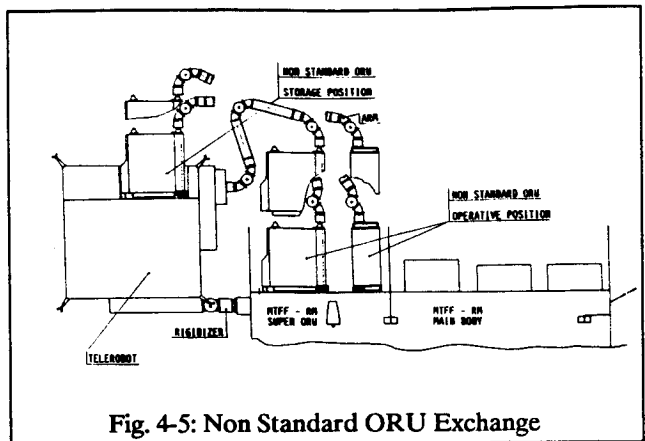 NON STANDARD ORU
STORAGE POSITION
ARM
NON STANDARD ORU
OPERATIVE POSITION
MTFF - RM
SUPER ORU
MTFF - RM
MAIN BODY
RIGIDIZER
TELEROBOT
Fig. 4-5: Non Standard ORU Exchange